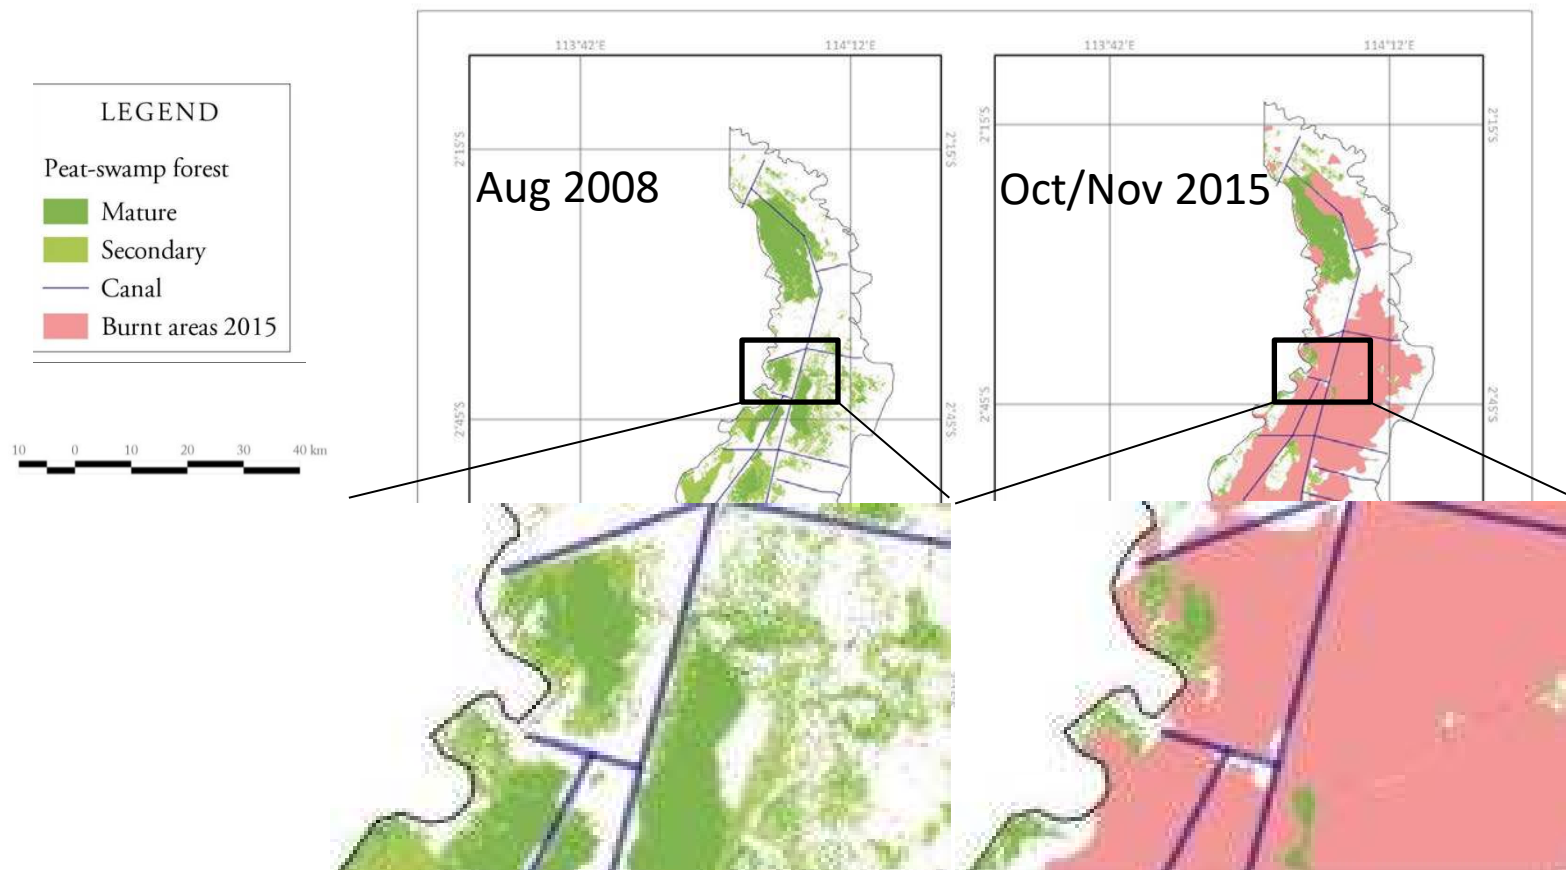 113°42'E
114°12'E
113°42'E
114°12'E
LEGEND
Peat-swamp forest
Mature
Secondary
Canal
Burnt areas 2015
2°15'S
Aug 2008
2°15'S
2°15'S
Oct/Nov 2015
2°15'S
2°45'S
2°45'S
2°45'S
2°45'S
10 0 10 20 30 40 km